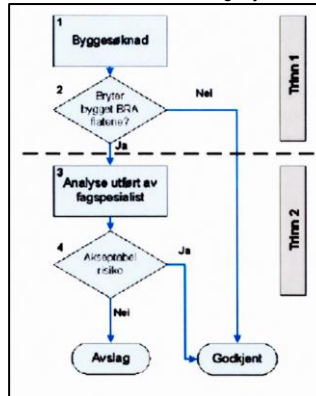 1
Byggesøknad
2
Bryter
bygget BRA
flatene?
Nei
Ja
Trinn 1
3
Analyse utført av
fagspesialist
4
Akseptabel
risiko
Ja
Nei
Avslag
Godkjent
Trinn 2